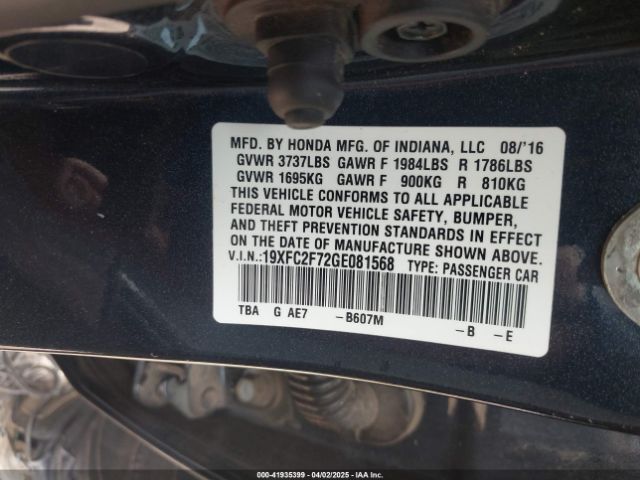 MFD. BY HONDA MFG. OF INDIANA, LLC 08/'16
GVWR 3737LBS GAWR F 1984LBS R 1786LBS
GVWR 1695KG GAWR F 900KG R 810KG
THIS VEHICLE CONFORMS TO ALL APPLICABLE
FEDERAL MOTOR VEHICLE SAFETY, BUMPER,
AND THEFT PREVENTION STANDARDS IN EFFECT
ON THE DATE OF MANUFACTURE SHOWN ABOVE.
V.I.N.:19XFC2F72GE081568 TYPE: PASSENGER CAR
TBA G AE7 -B607M -B -E
00-41935399 - 04/02/2025 - IAA Inc.